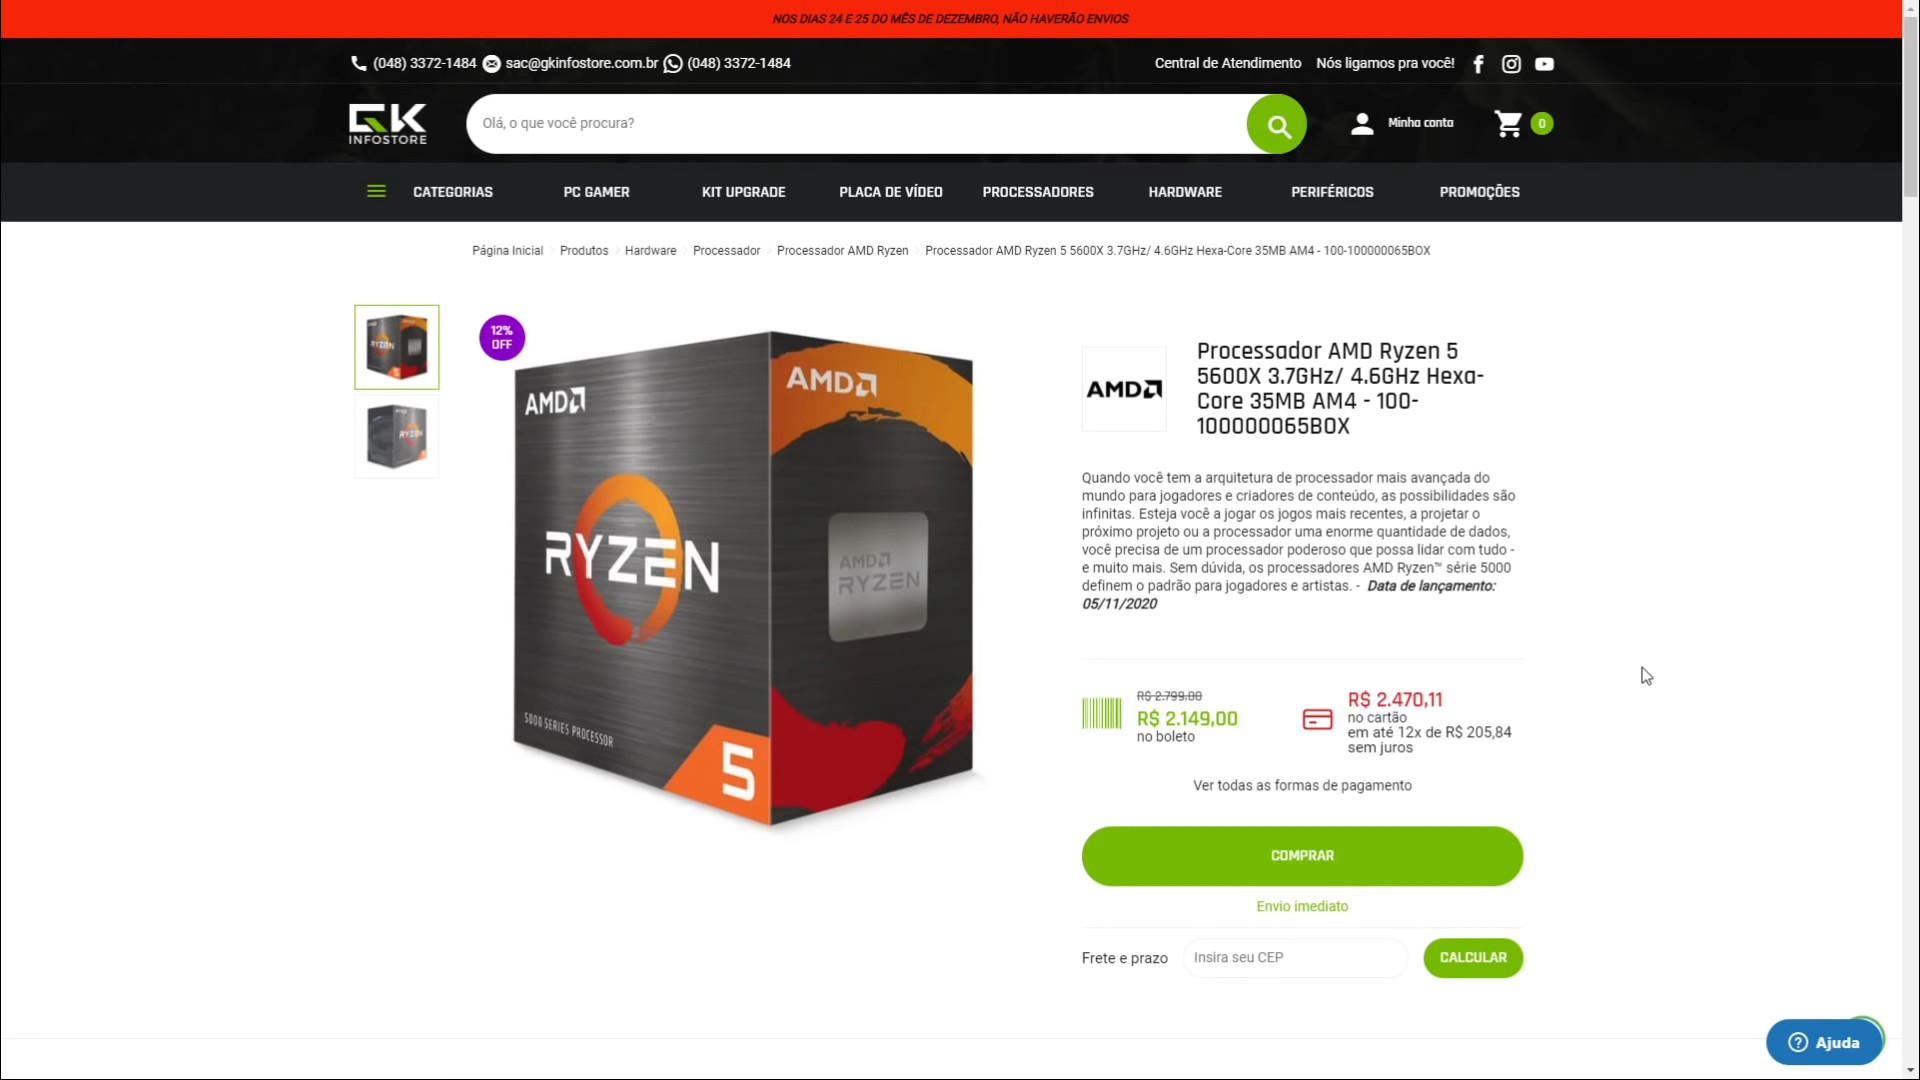 NOS DIAS 24 E 25 DO MÊS DE DEZEMBRO, NÃO HAVERÃO ENVIOS
(048) 3372-1484 sac@gkinfostore.com.br (048) 3372-1484
Central de Atendimento Nós ligamos pra você!
GK
INFOSTORE
Olá, o que você procura?
Minha conta
0
CATEGORIAS PC GAMER KIT UPGRADE PLACA DE VÍDEO PROCESSADORES HARDWARE PERIFÉRICOS PROMOÇÕES
Página Inicial Produtos Hardware Processador Processador AMD Ryzen Processador AMD Ryzen 5 5600X 3.7GHz/ 4.6GHz Hexa-Core 35MB AM4 - 100-100000065BOX
12%
OFF
AMD
RYZEN
5000 SERIES PROCESSOR
5
AMD
AMD
RYZEN
AMD
Processador AMD Ryzen 5
5600X 3.7GHz/ 4.6GHz Hexa-
Core 35MB AM4 - 100-
100000065BOX
Quando você tem a arquitetura de processador mais avançada do
mundo para jogadores e criadores de conteúdo, as possibilidades são
infinitas. Esteja você a jogar os jogos mais recentes, a projetar o
próximo projeto ou a processador uma enorme quantidade de dados,
você precisa de um processador poderoso que possa lidar com tudo -
e muito mais. Sem dúvida, os processadores AMD Ryzen™ série 5000
definem o padrão para jogadores e artistas. - Data de lançamento:
05/11/2020
R$ 2.799,00
R$ 2.149,00
no boleto
R$ 2.470,11
no cartão
em até 12x de R$ 205,84
sem juros
Ver todas as formas de pagamento
COMPRAR
Envio imediato
Frete e prazo Insira seu CEP CALCULAR
Ajuda